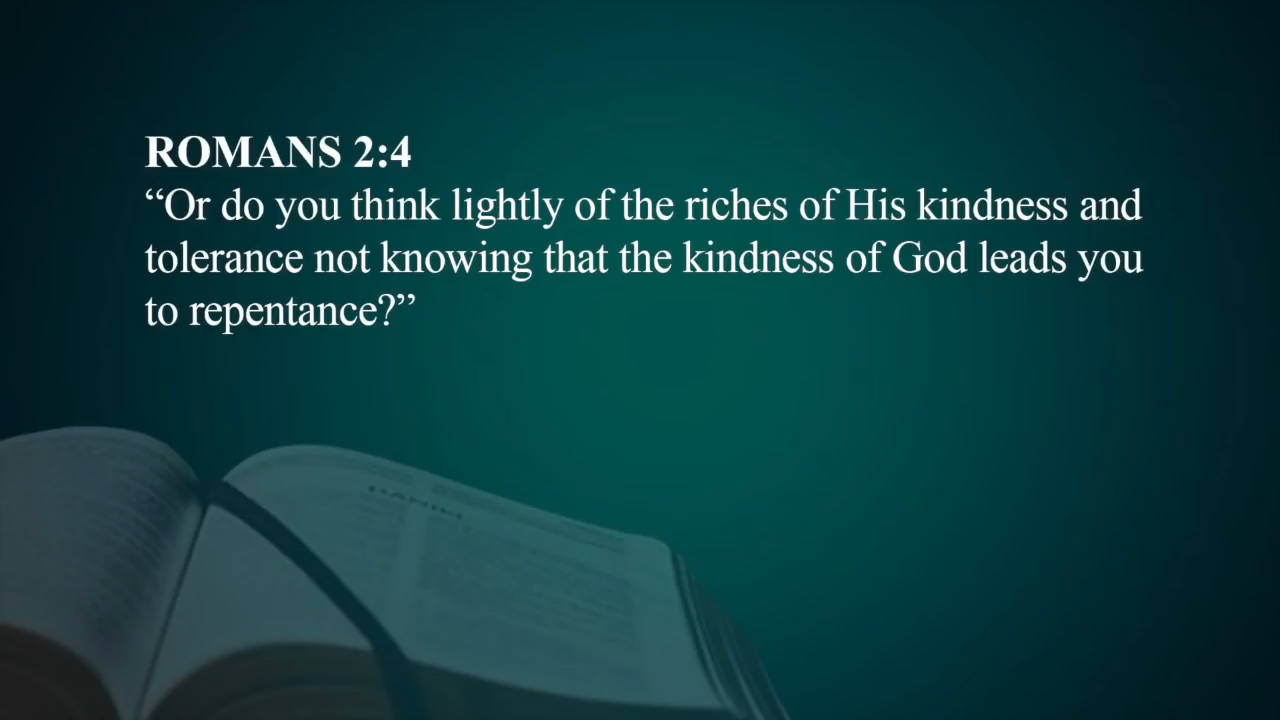 ROMANS 2:4
“Or do you think lightly of the riches of His kindness and
tolerance not knowing that the kindness of God leads you
to repentance?”